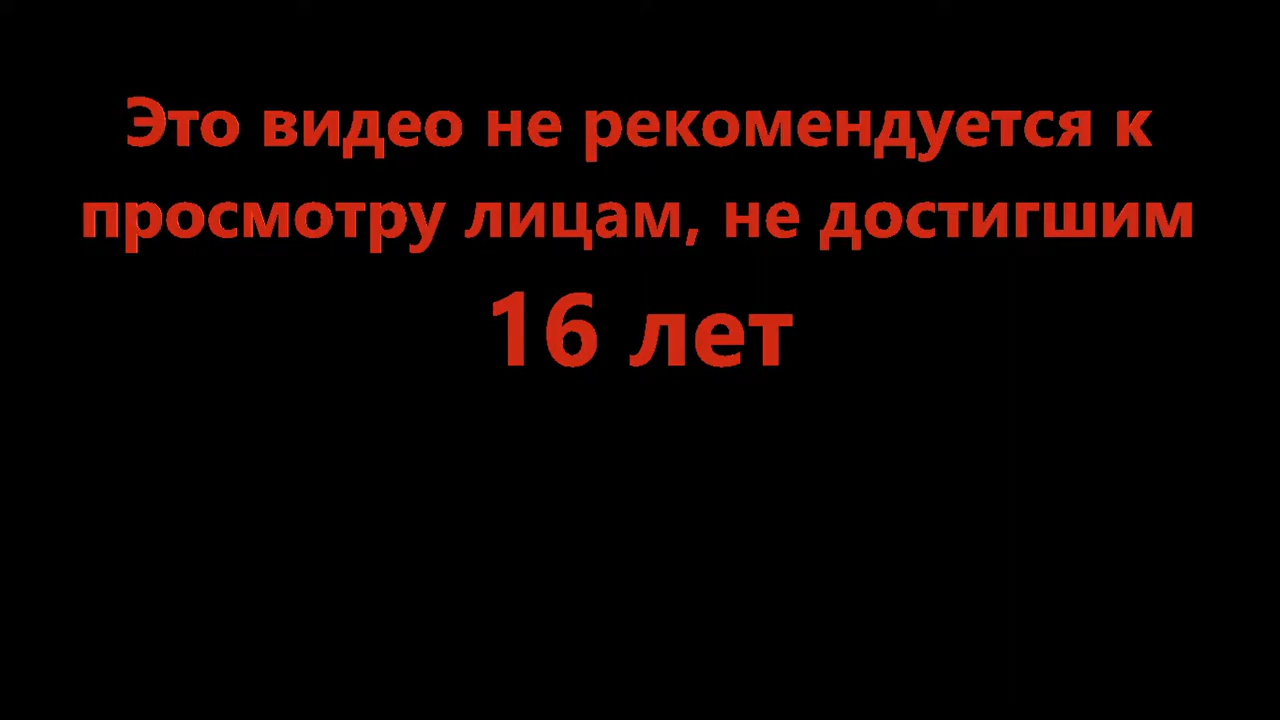 Это видео не рекомендуется к
просмотру лицам, не достигшим
16 лет